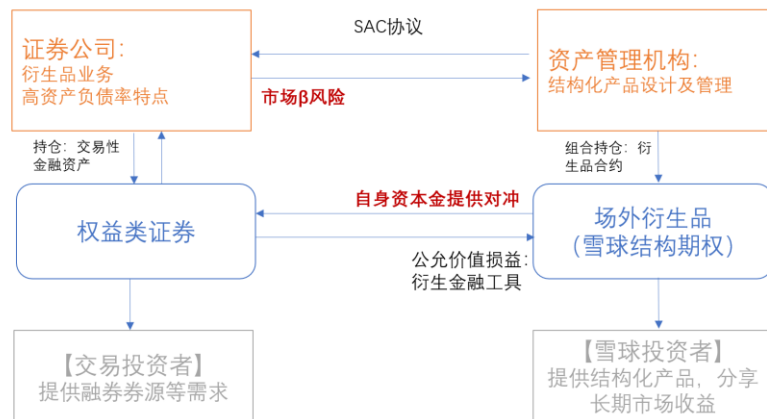 SAC协议
证券公司：
衍生品业务
高资产负债率特点
市场β风险
资产管理机构：
结构化产品设计及管理
持仓：交易性
金融资产
组合持仓：衍
生品合约
权益类证券
自身资本金提供对冲
场外衍生品
（雪球结构期权）
公允价值损益：
衍生金融工具
【交易投资者】
提供融券券源等需求
【雪球投资者】
提供结构化产品，分享
长期市场收益